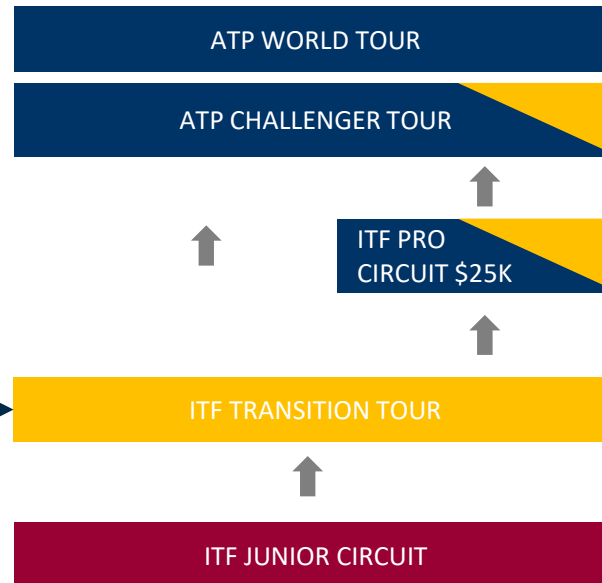 ATP WORLD TOUR
ATP CHALLENGER TOUR
ITF PRO
CIRCUIT $25K
ITF TRANSITION TOUR
ITF JUNIOR CIRCUIT